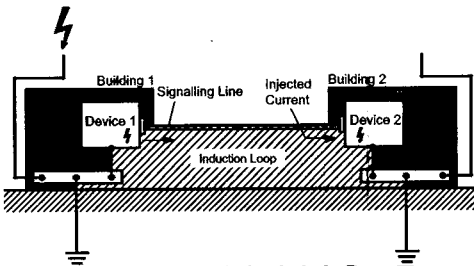 Building 1
Building 2
Signalling Line
Injected
Current
Device 1
Device 2
Induction Loop